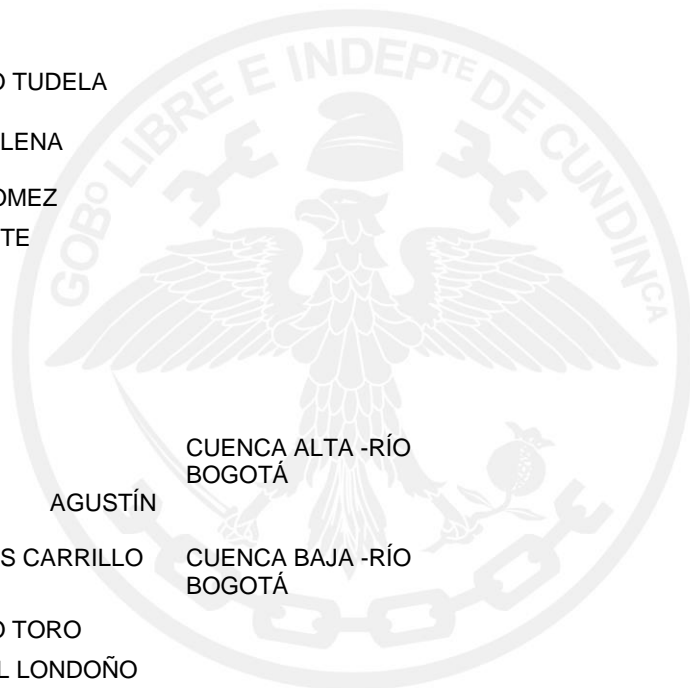 GOBº LIBRE E INDEPTE DE CUNDINCA
O TUDELA
LENA
OMEZ
TE
CUENCA ALTA -RÍO
BOGOTÁ
AGUSTÍN
S CARRILLO CUENCA BAJA -RÍO
BOGOTÁ
O TORO
L LONDOÑO